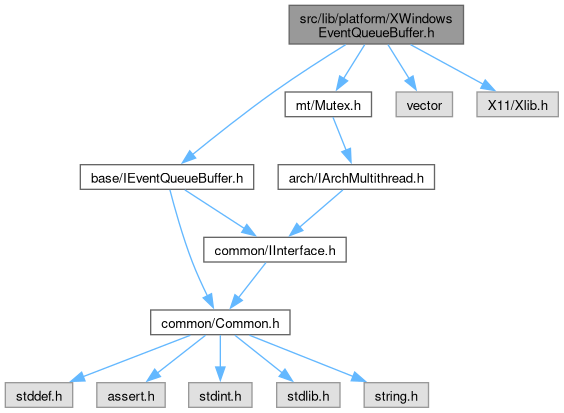 src/lib/platform/XWindows
EventQueueBuffer.h
mt/Mutex.h
vector
X11/Xlib.h
base/IEventQueueBuffer.h
arch/IArchMultithread.h
common/IInterface.h
common/Common.h
stddef.h
assert.h
stdint.h
stdlib.h
string.h